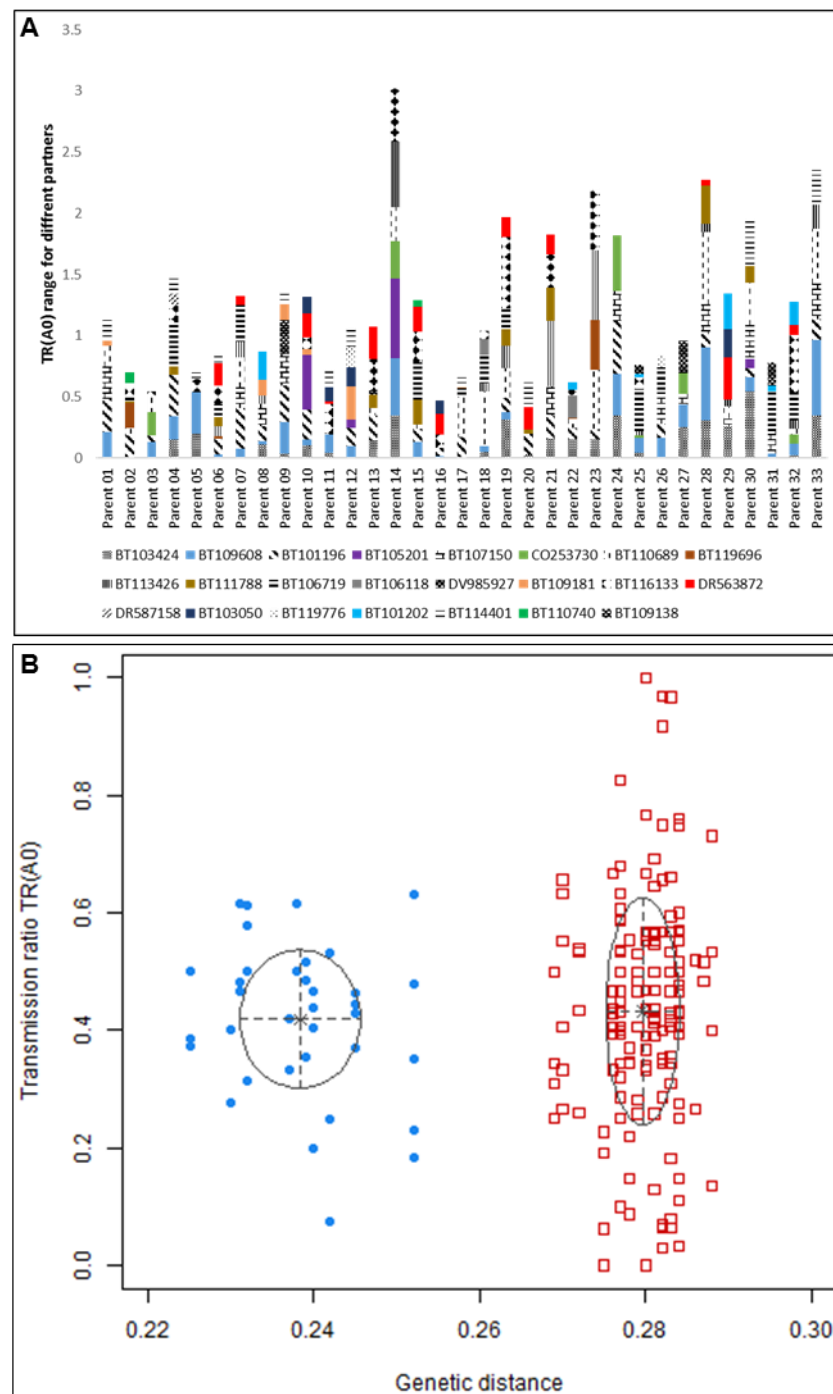 A
TR(A0) range for diffrent partners
3.5
3
2.5
2
1.5
1
0.5
0
Parent 01
Parent 02
Parent 03
Parent 04
Parent 05
Parent 06
Parent 07
Parent 08
Parent 09
Parent 10
Parent 11
Parent 12
Parent 13
Parent 14
Parent 15
Parent 16
Parent 17
Parent 18
Parent 19
Parent 20
Parent 21
Parent 22
Parent 23
Parent 24
Parent 25
Parent 26
Parent 27
Parent 28
Parent 29
Parent 30
Parent 31
Parent 32
Parent 33
BT103424 BT109608 BT101196 BT105201 BT107150 CO253730 BT110689 BT119696
BT113426 BT111788 BT106719 BT106118 DV985927 BT109181 BT116133 DR563872
DR587158 BT103050 BT119776 BT101202 BT114401 BT110740 BT109138
B
Transmission ratio TR(A0)
1.0
0.8
0.6
0.4
0.2
0.0
0.22 0.24 0.26 0.28 0.30
Genetic distance